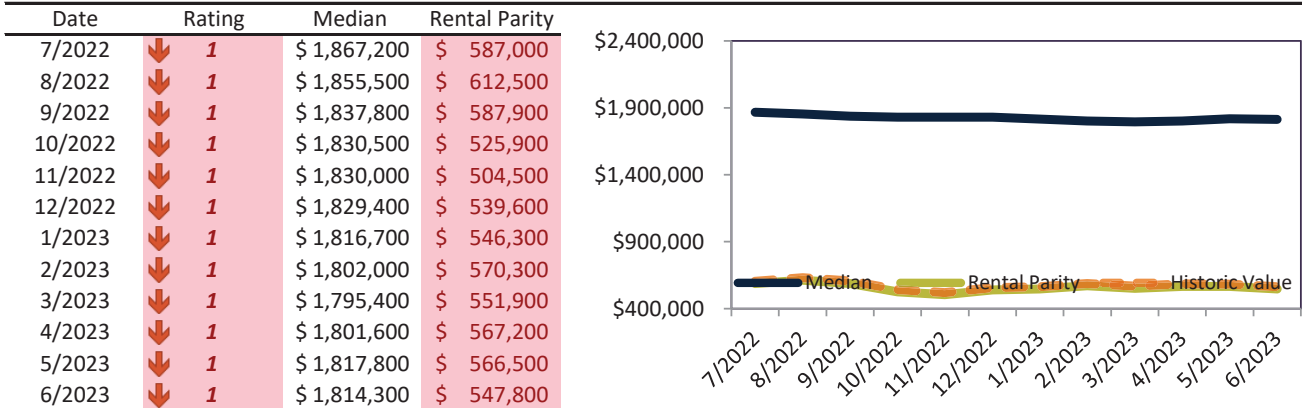 Date Rating Median Rental Parity
7/2022 1 $ 1,867,200 $ 587,000
8/2022 1 $ 1,855,500 $ 612,500
9/2022 1 $ 1,837,800 $ 587,900
10/2022 1 $ 1,830,500 $ 525,900
11/2022 1 $ 1,830,000 $ 504,500
12/2022 1 $ 1,829,400 $ 539,600
1/2023 1 $ 1,816,700 $ 546,300
2/2023 1 $ 1,802,000 $ 570,300
3/2023 1 $ 1,795,400 $ 551,900
4/2023 1 $ 1,801,600 $ 567,200
5/2023 1 $ 1,817,800 $ 566,500
6/2023 1 $ 1,814,300 $ 547,800
$2,400,000
$1,900,000
$1,400,000
$900,000
$400,000
Median Rental Parity Historic Value
7/2022 8/2022 9/2022 10/2022 11/2022 12/2022 1/2023 2/2023 3/2023 4/2023 5/2023 6/2023